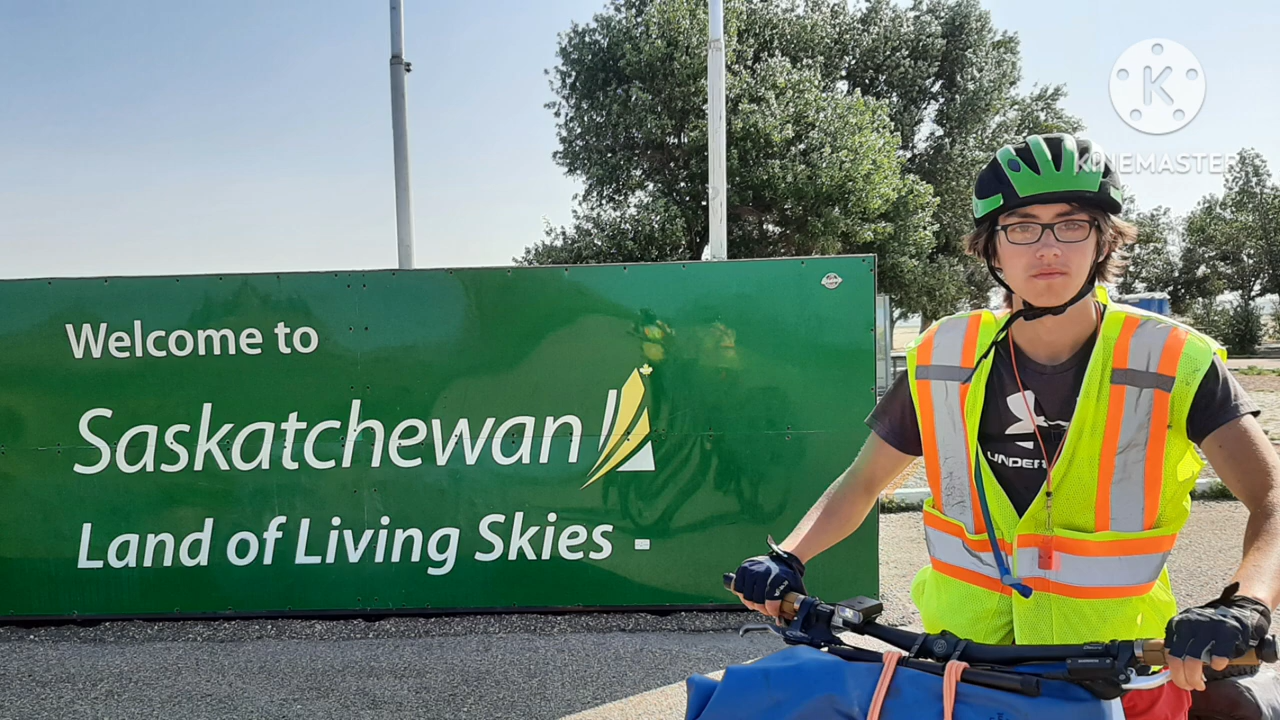 Welcome to
Saskatchewan
Land of Living Skies
K
KINEMASTER
UNDER